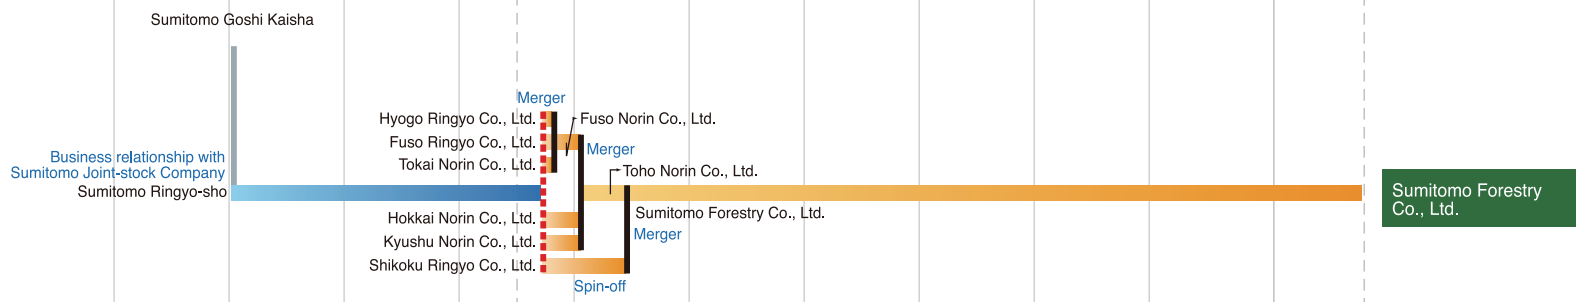 Sumitomo Goshi Kaisha
Merger
Hyogo Ringyo Co., Ltd.
Fuso Norin Co., Ltd.
Fuso Ringyo Co., Ltd.
Merger
Business relationship with
Sumitomo Joint-stock Company
Tokai Norin Co., Ltd.
Toho Norin Co., Ltd.
Sumitomo Ringyo-sho
Sumitomo Forestry
Co., Ltd.
Hokkai Norin Co., Ltd.
Sumitomo Forestry Co., Ltd.
Merger
Kyushu Norin Co., Ltd.
Shikoku Ringyo Co., Ltd.
Spin-off